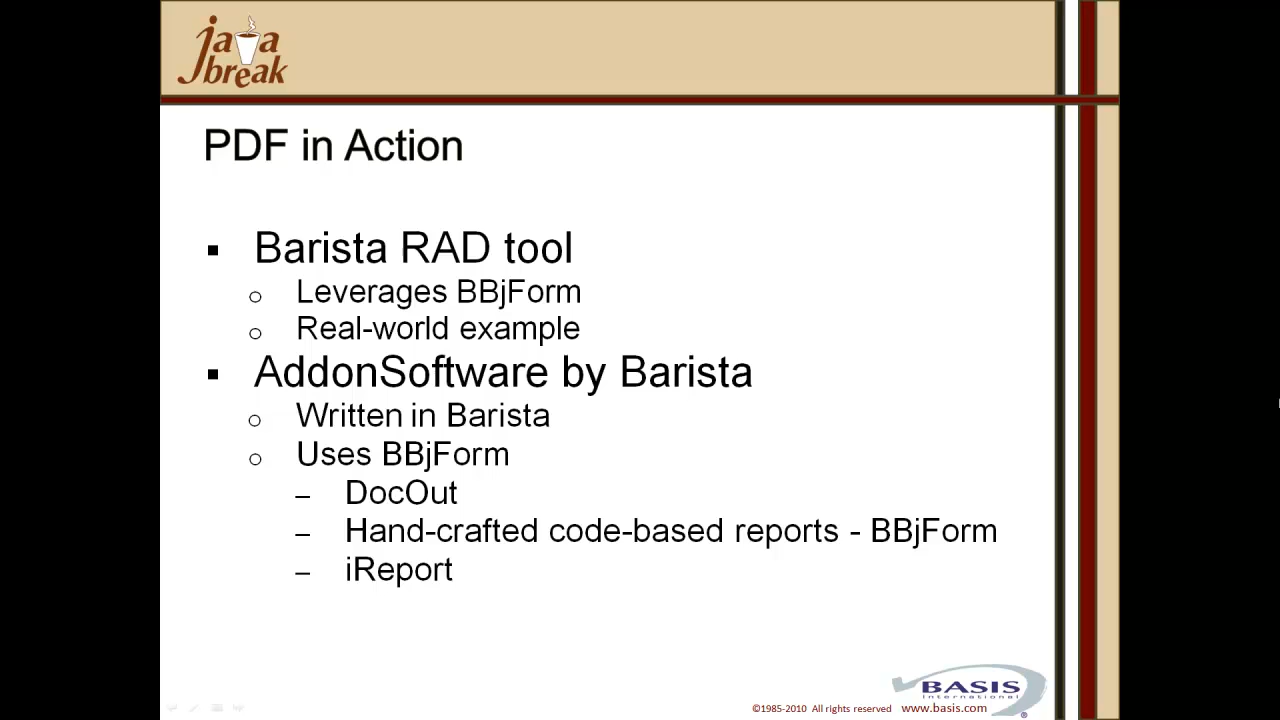 java
break
PDF in Action
▪ Barista RAD tool
o Leverages BBjForm
o Real-world example
▪ AddonSoftware by Barista
o Written in Barista
o Uses BBjForm
– DocOut
– Hand-crafted code-based reports - BBjForm
– iReport
BASIS
International
®
©1985-2010 All rights reserved www.basis.com